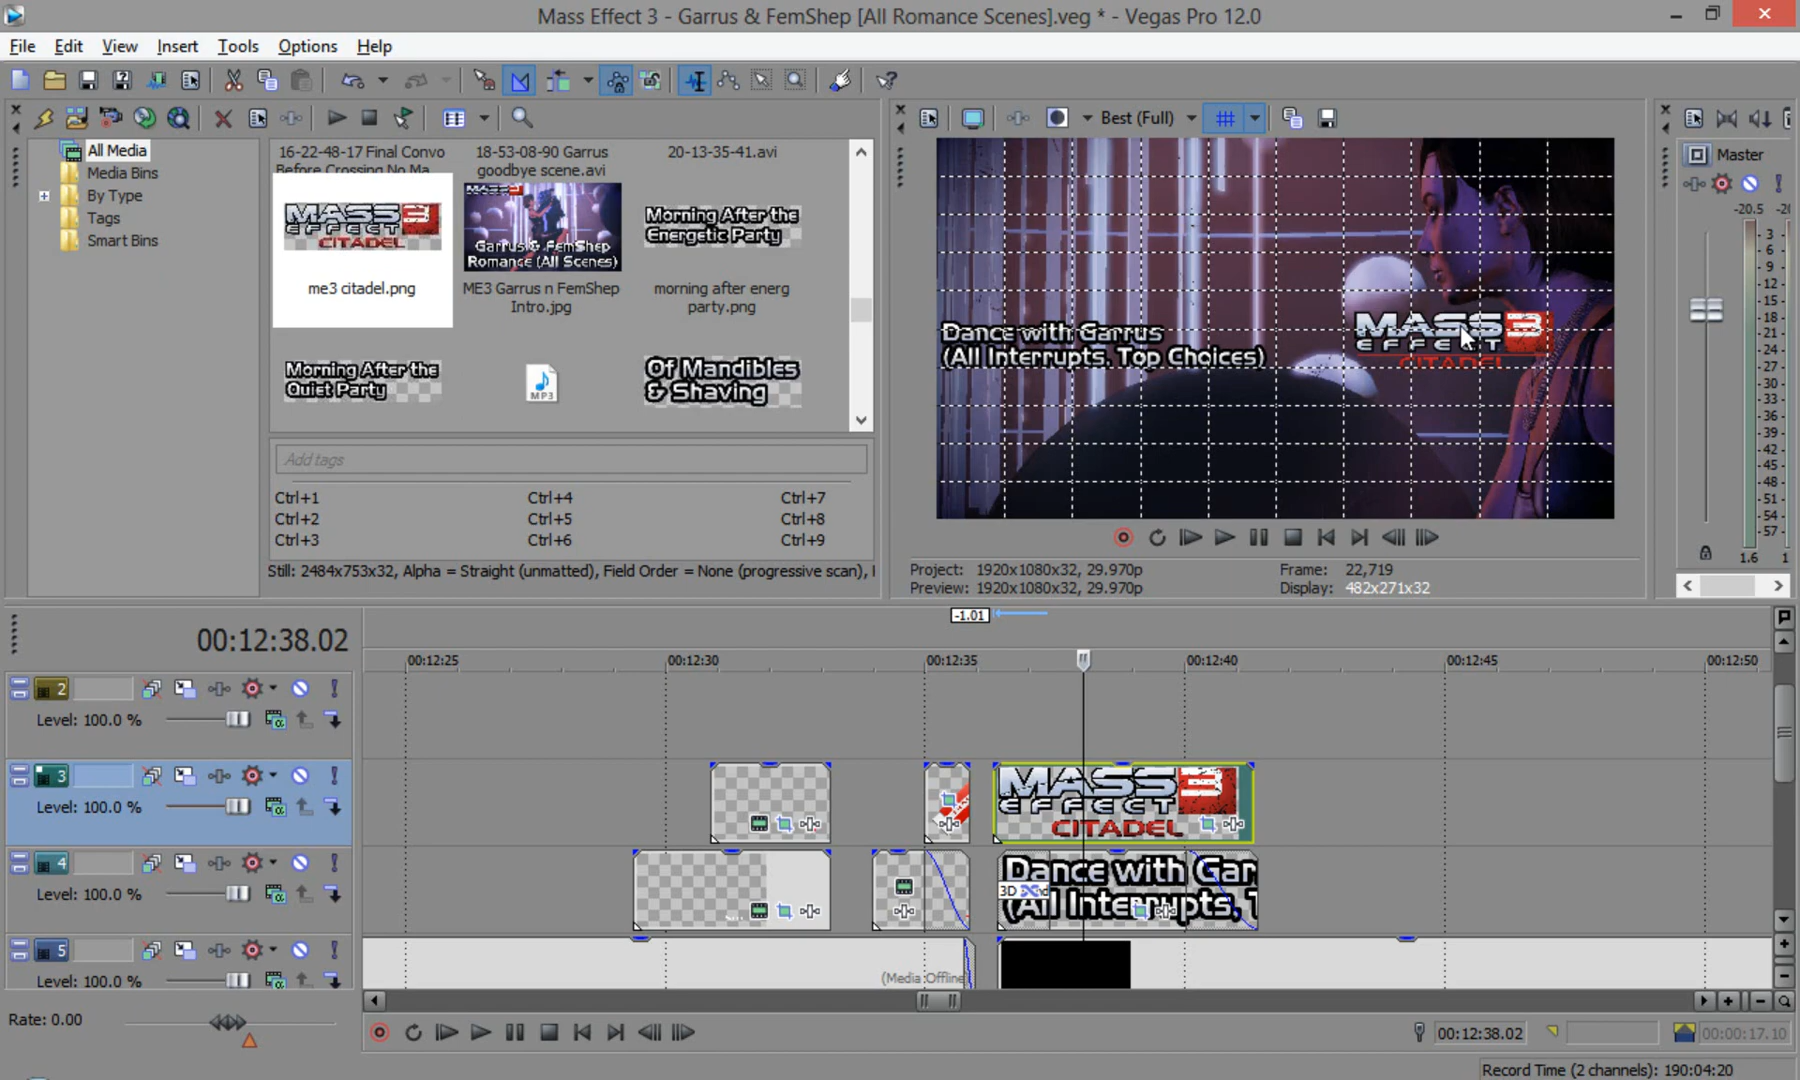 Mass Effect 3 - Garrus & FemShep [All Romance Scenes].veg * - Vegas Pro 12.0
File Edit View Insert Tools Options Help
Best (Full)
All Media
Media Bins
By Type
Tags
Smart Bins
16-22-48-17 Final Convo
Before Crossing No Ma
18-53-08-90 Garrus
goodbye scene.avi
20-13-35-41.avi
MASS
EFFECT 3
CITADEL
me3 citadel.png
MASS
Garrus & FemShep
Romance (All Scenes)
ME3 Garrus n FemShep
Intro.jpg
Morning After the
Energetic Party
morning after energ
party.png
Morning After the
Quiet Party
MP3
Of Mandibles
& Shaving
Add tags
Ctrl+1 Ctrl+4 Ctrl+7
Ctrl+2 Ctrl+5 Ctrl+8
Ctrl+3 Ctrl+6 Ctrl+9
Still: 2484x753x32, Alpha = Straight (unmatted), Field Order = None (progressive scan),
Dance with Garrus
(All Interrupts, Top Choices)
MASS
EFFECT 3
CITADEL
Project: 1920x1080x32, 29.970p
Preview: 1920x1080x32, 29.970p
Frame: 22,719
Display: 482x271x32
Master
-20.5
3
6
9
12
15
18
21
24
27
30
33
36
39
42
45
48
51
54
57
1.6
-1.01
00:12:38.02
00:12:25 00:12:30 00:12:35 00:12:40 00:12:45 00:12:50
2
Level: 100.0 %
3
Level: 100.0 %
MASS
EFFECT 3
CITADEL
4
Level: 100.0 %
Dance with Gar
3D
(All Interrupts, T
5
Level: 100.0 %
(Media Offline
Rate: 0.00
00:12:38.02
00:00:17.10
Record Time (2 channels): 190:04:20